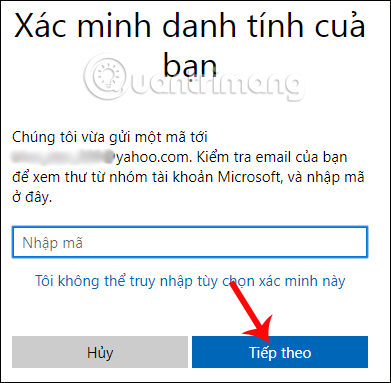 Xác minh danh tính cuả
bạn
Quantrimang
Chúng tôi vừa gửi một mã tới
@yahoo.com. Kiểm tra email của bạn
để xem thư từ nhóm tài khoản Microsoft, và nhập mã
ở đây.
Nhập mã
Tôi không thể truy nhập tùy chọn xác minh này
Hủy
Tiếp theo